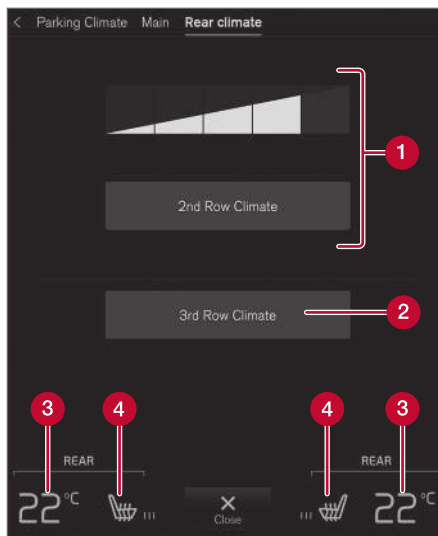 < Parking Climate Main Rear climate
1
2nd Row Climate
3rd Row Climate
2
3 4 4 3
REAR REAR
22°C 22°C
Close